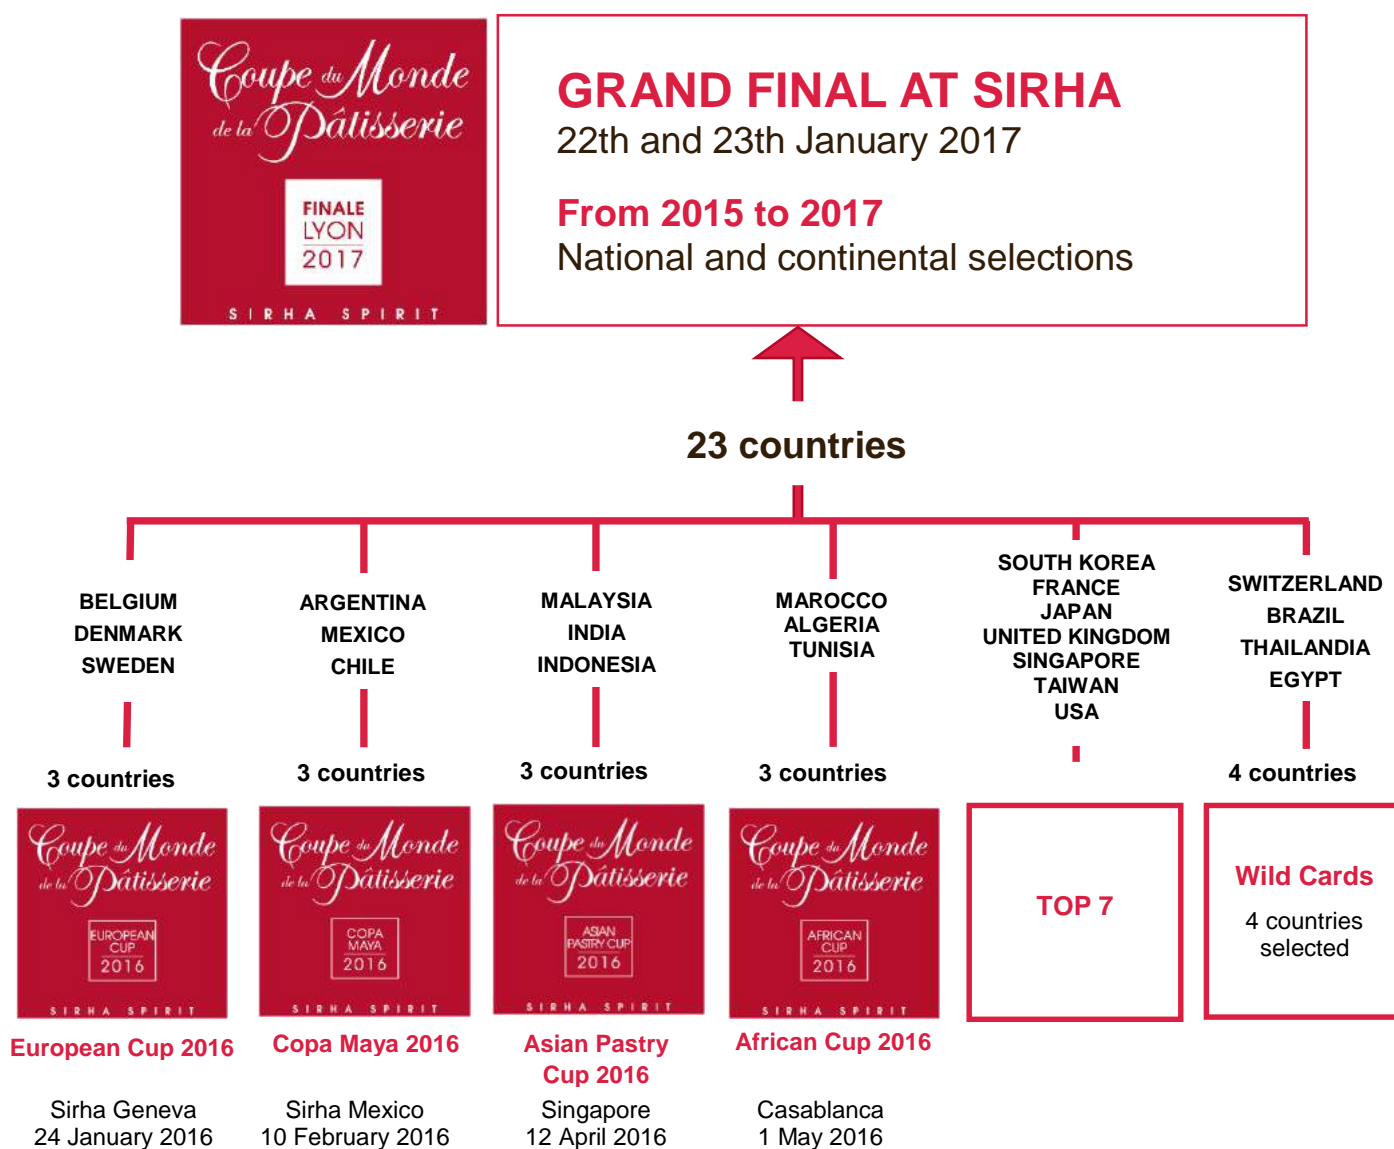 Coupe du Monde
de la Pâtisserie
FINALE
LYON
2017
SIRHA SPIRIT
GRAND FINAL AT SIRHA
22th and 23th January 2017
From 2015 to 2017
National and continental selections
23 countries
BELGIUM
DENMARK
SWEDEN
3 countries
ARGENTINA
MEXICO
CHILE
3 countries
MALAYSIA
INDIA
INDONESIA
3 countries
MAROCCO
ALGERIA
TUNISIA
3 countries
SOUTH KOREA
FRANCE
JAPAN
UNITED KINGDOM
SINGAPORE
TAIWAN
USA
SWITZERLAND
BRAZIL
THAILANDIA
EGYPT
4 countries
Coupe du Monde
de la Pâtisserie
EUROPEAN
CUP
2016
SIRHA SPIRIT
European Cup 2016
Sirha Geneva
24 January 2016
Coupe du Monde
de la Pâtisserie
COPA
MAYA
2016
SIRHA SPIRIT
Copa Maya 2016
Sirha Mexico
10 February 2016
Coupe du Monde
de la Pâtisserie
ASIAN
PASTRY CUP
2016
SIRHA SPIRIT
Asian Pastry
Cup 2016
Singapore
12 April 2016
Coupe du Monde
de la Pâtisserie
AFRICAN
CUP
2016
SIRHA SPIRIT
African Cup 2016
Casablanca
1 May 2016
TOP 7
Wild Cards
4 countries
selected